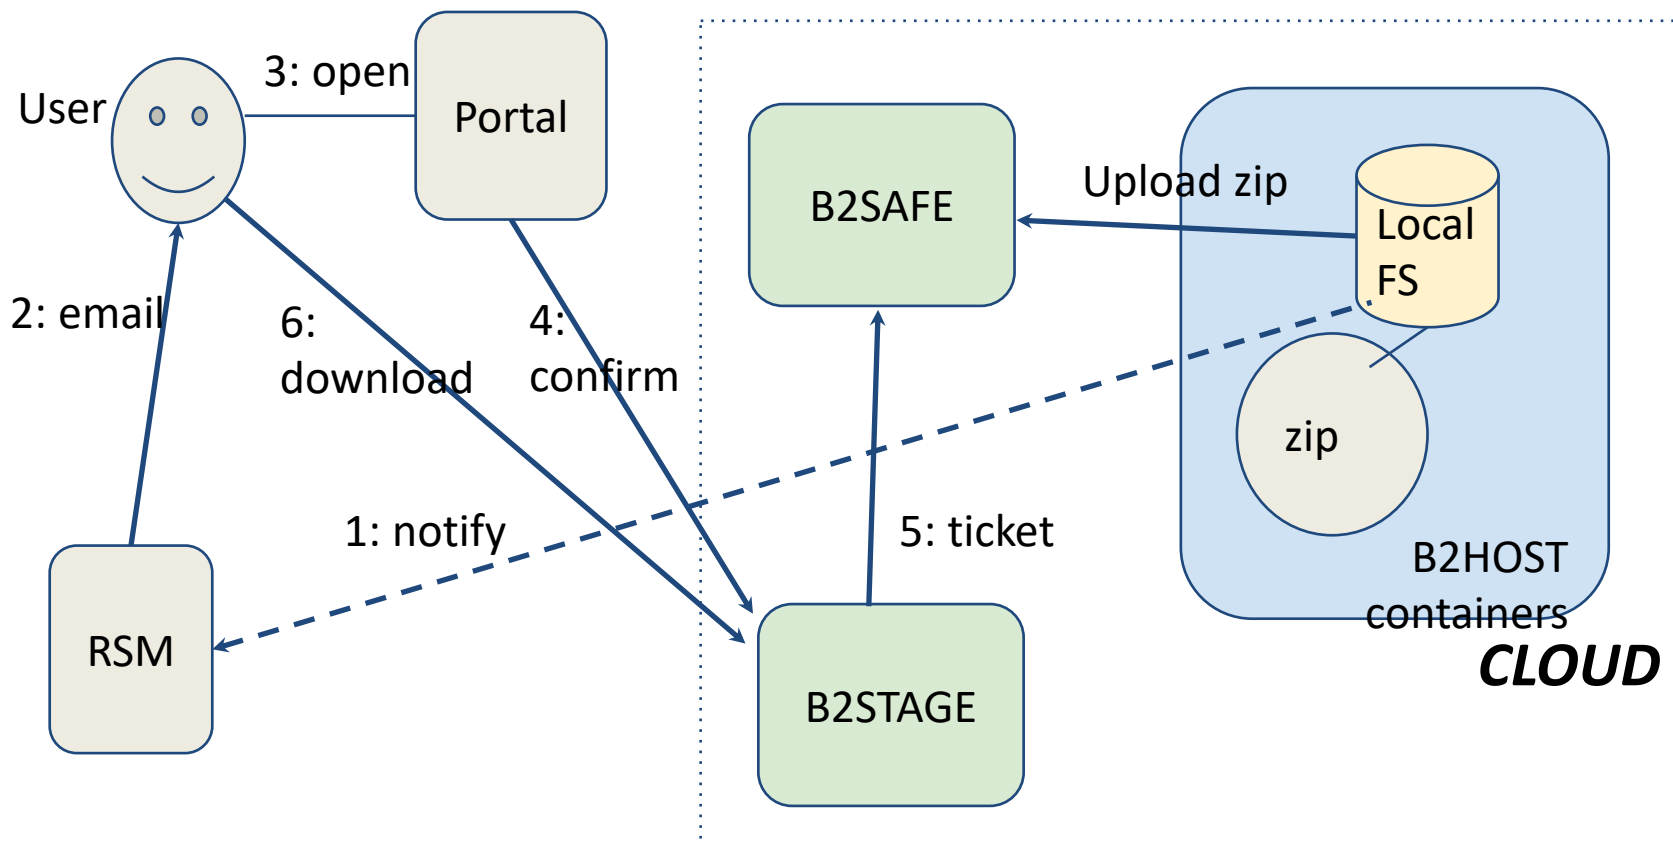 3: open
User
Portal
Upload zip
B2SAFE
Local
FS
2: email
6:
download
4:
confirm
zip
1: notify
5: ticket
B2HOST
containers
RSM
CLOUD
B2STAGE